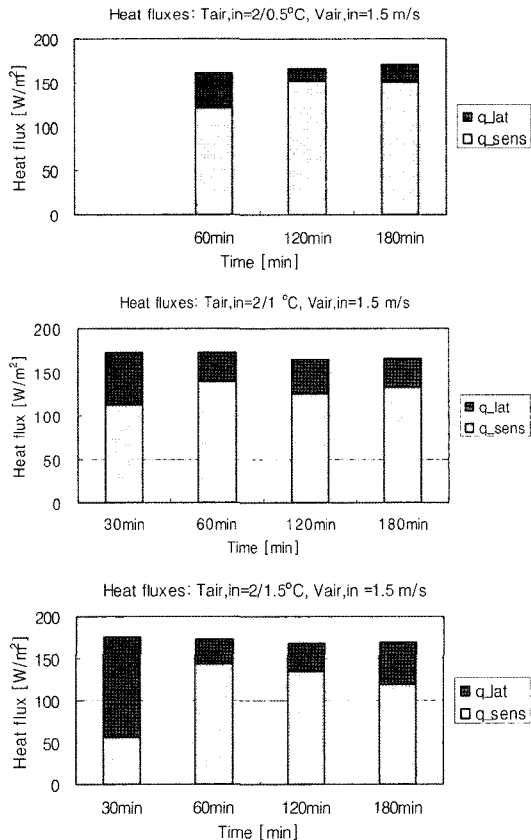 Heat fluxes: Tair,in=2/0.5°C, Vair,in=1.5 m/s
Heat flux [W/m²]
200
150
100
50
0
60min 120min 180min
Time [min]
q_lat
q_sens
Heat fluxes: Tair,in=2/1 °C, Vair,in=1.5 m/s
Heat flux [W/m²]
200
150
100
50
0
30min 60min 120min 180min
Time [min]
q_lat
q_sens
Heat fluxes: Tair,in=2/1.5°C, Vair,in =1.5 m/s
Heat flux [W/m²]
200
150
100
50
0
30min 60min 120min 180min
Time [min]
q_lat
q_sens